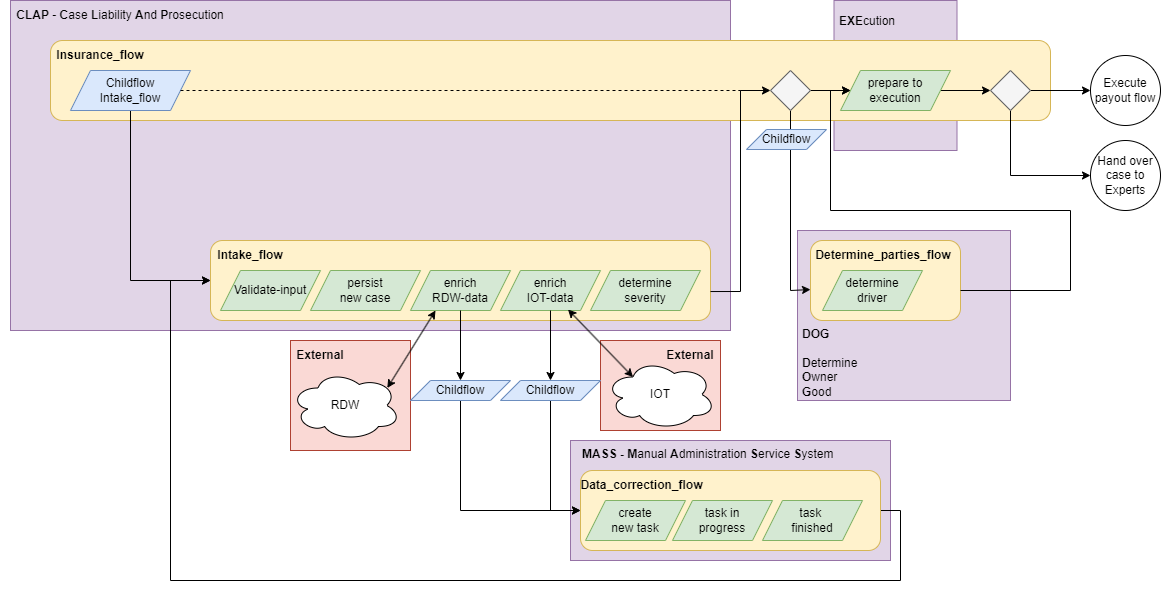 CLAP - Case Liability And Prosecution
EXEcution
Insurance_flow
Childflow
Intake_flow
prepare to
execution
Execute
payout flow
Childflow
Hand over
case to
Experts
Intake_flow
Validate-input
persist
new case
enrich
RDW-data
enrich
IOT-data
determine
severity
Determine_parties_flow
determine
driver
DOG
Determine
Owner
Good
External
RDW
Childflow
Childflow
External
IOT
MASS - Manual Administration Service System
Data_correction_flow
create
new task
task in
progress
task
finished